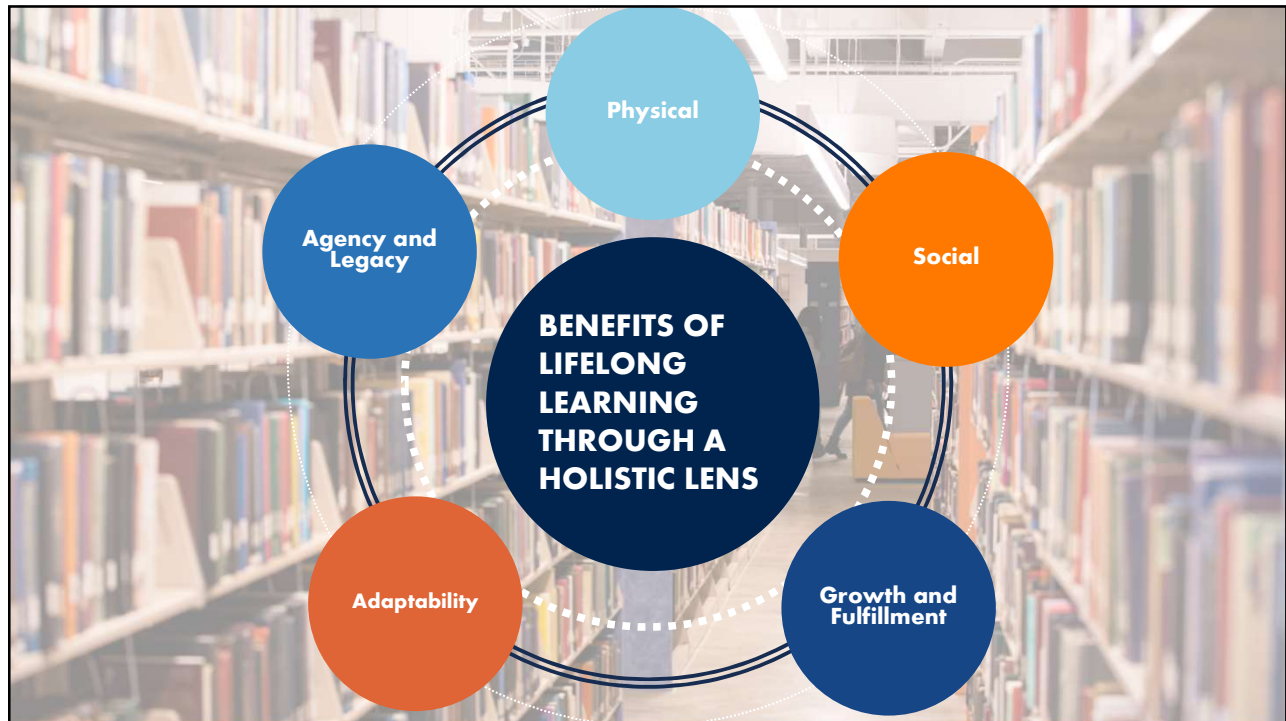 Physical
Agency and
Legacy
Social
BENEFITS OF
LIFELONG
LEARNING
THROUGH A
HOLISTIC LENS
Adaptability
Growth and
Fulfillment